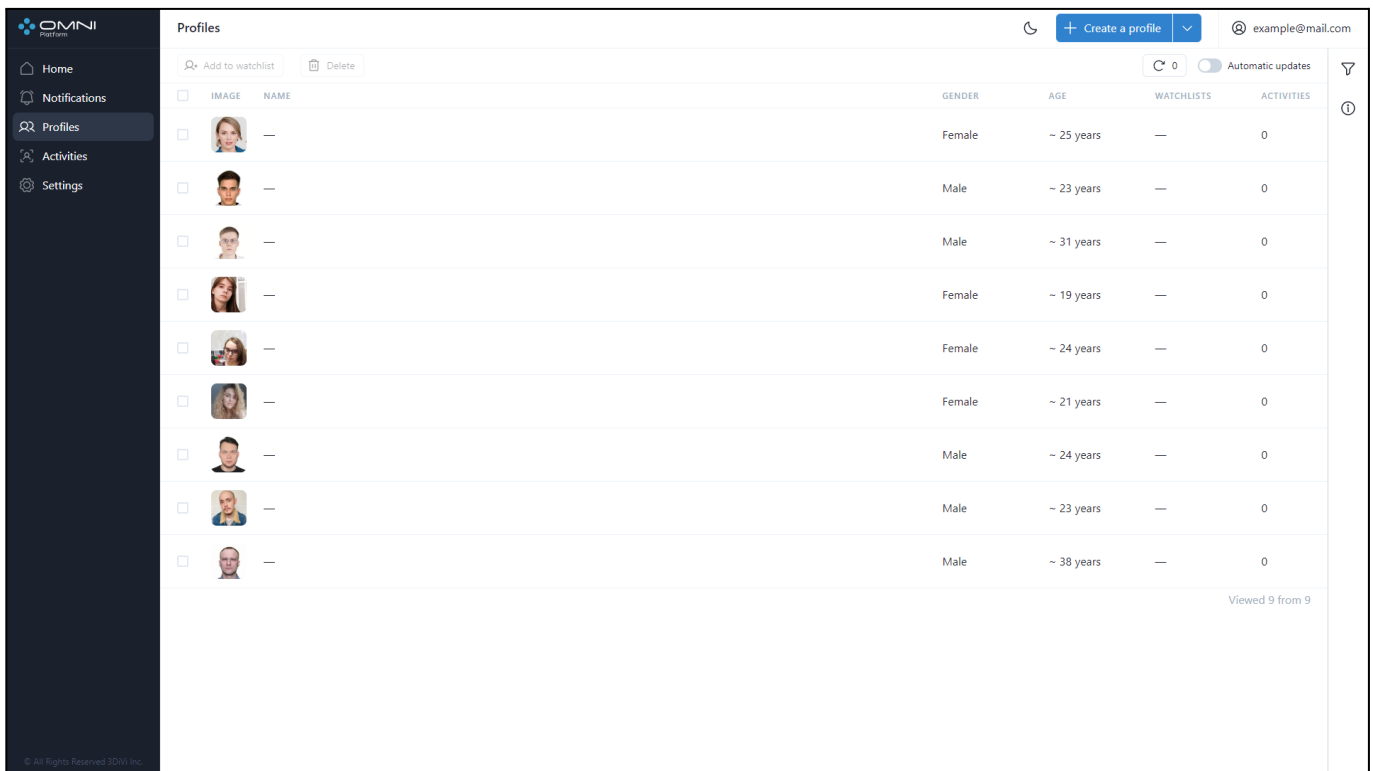 OMNI
Platform
Profiles
Create a profile
example@mail.com
Home
Notifications
Profiles
Activities
Settings
Add to watchlist
Delete
0
Automatic updates
IMAGE NAME GENDER AGE WATCHLISTS ACTIVITIES
— Female ~ 25 years — 0
— Male ~ 23 years — 0
— Male ~ 31 years — 0
— Female ~ 19 years — 0
— Female ~ 24 years — 0
— Female ~ 21 years — 0
— Male ~ 24 years — 0
— Male ~ 23 years — 0
— Male ~ 38 years — 0
Viewed 9 from 9
© All Rights Reserved 3DiVi Inc.